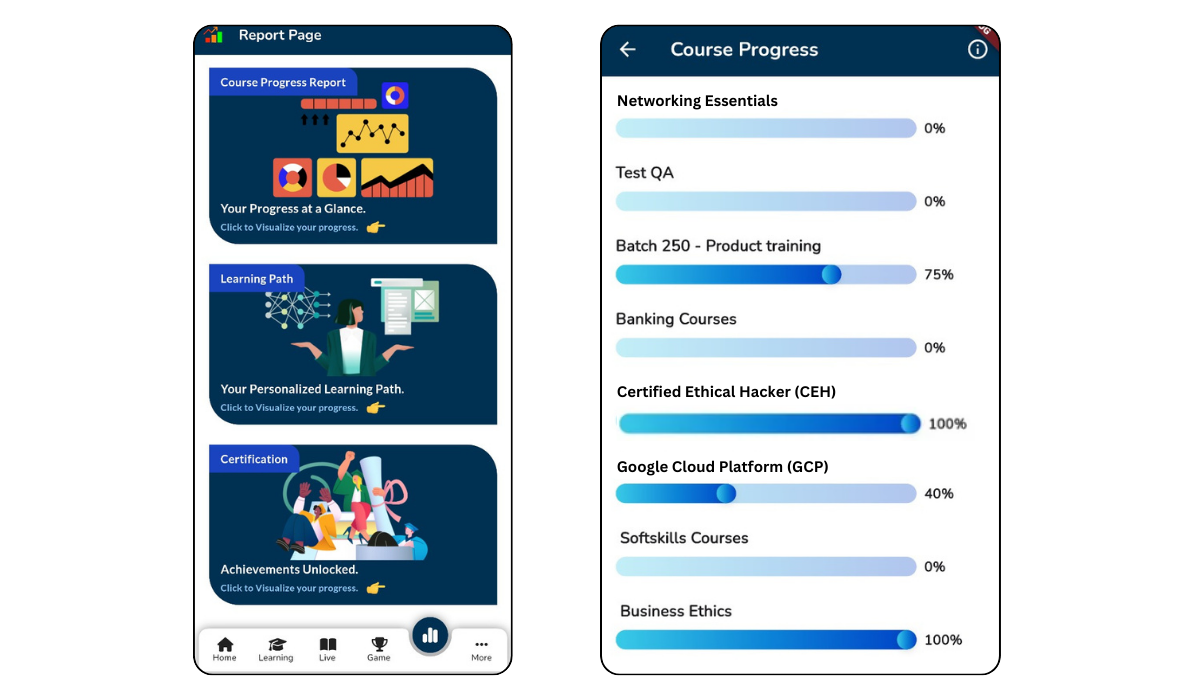 Report Page
Course Progress Report
Your Progress at a Glance.
Click to Visualize your progress.
Learning Path
Your Personalized Learning Path.
Click to Visualize your progress.
Certification
Achievements Unlocked.
Click to Visualize your progress.
Home
Learning
Live
Game
More
Course Progress
Networking Essentials
0%
Test QA
0%
Batch 250 - Product training
75%
Banking Courses
0%
Certified Ethical Hacker (CEH)
100%
Google Cloud Platform (GCP)
40%
Softskills Courses
0%
Business Ethics
100%